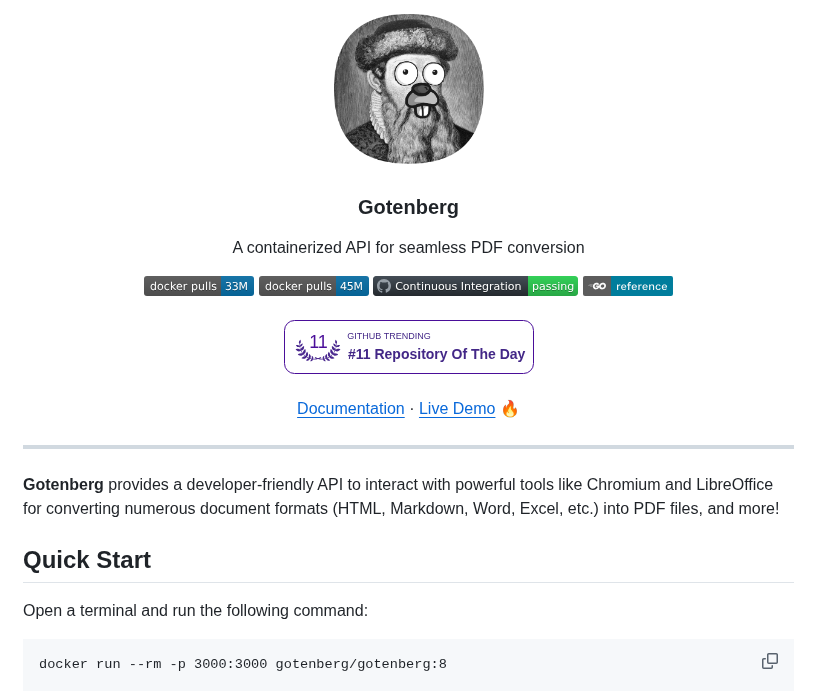 Gotenberg
A containerized API for seamless PDF conversion
docker pulls 33M docker pulls 45M Continuous Integration passing GO reference
11
GITHUB TRENDING
#11 Repository Of The Day
Documentation · Live Demo 🔥
Gotenberg provides a developer-friendly API to interact with powerful tools like Chromium and LibreOffice
for converting numerous document formats (HTML, Markdown, Word, Excel, etc.) into PDF files, and more!
Quick Start
Open a terminal and run the following command:
docker run --rm -p 3000:3000 gotenberg/gotenberg:8